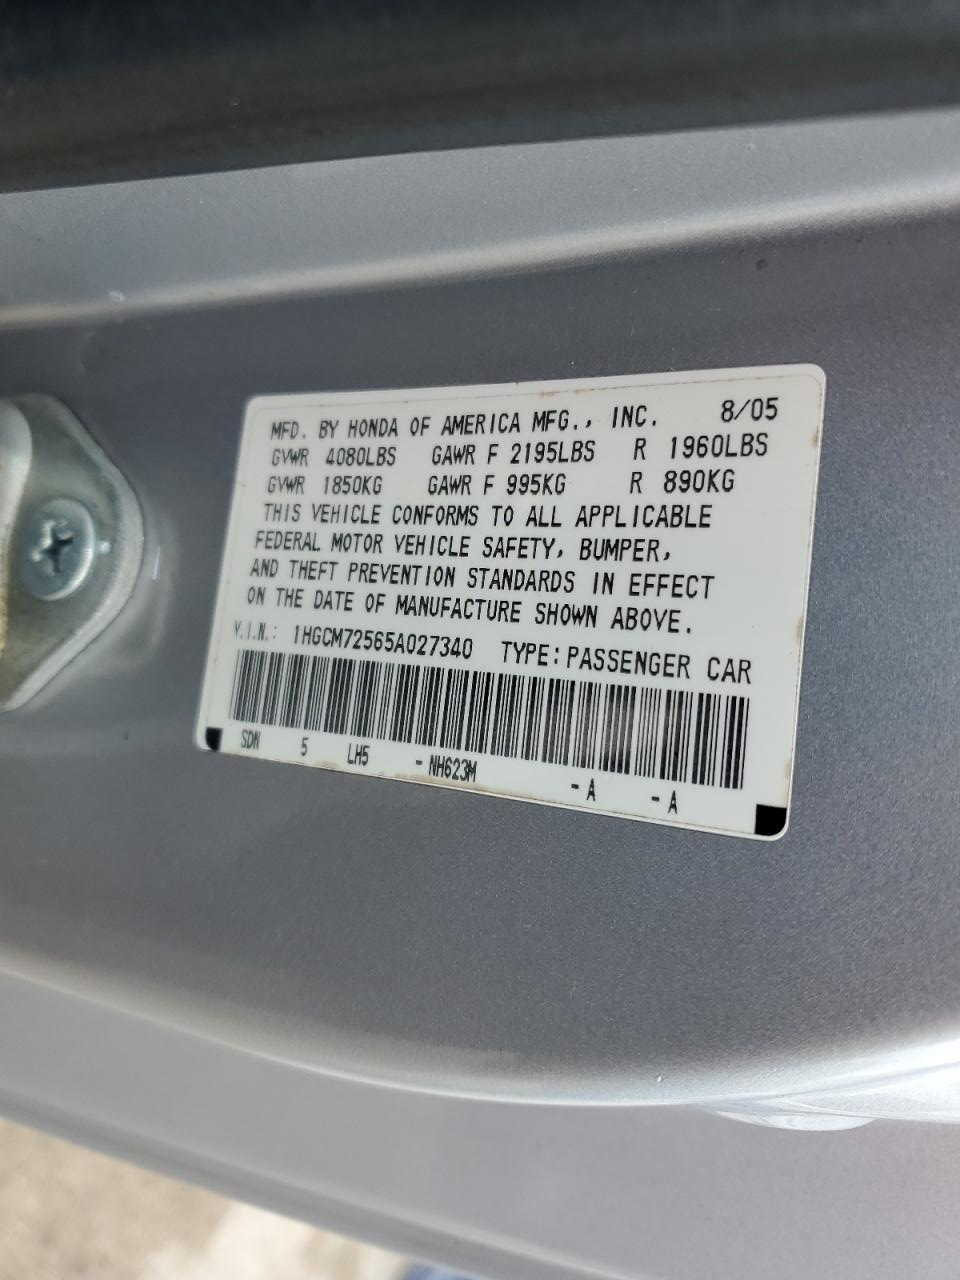 MFD. BY HONDA OF AMERICA MFG., INC. 8/05
GVWR 4080LBS GAWR F 2195LBS R 1960LBS
GVWR 1850KG GAWR F 995KG R 890KG
THIS VEHICLE CONFORMS TO ALL APPLICABLE
FEDERAL MOTOR VEHICLE SAFETY, BUMPER,
AND THEFT PREVENTION STANDARDS IN EFFECT
ON THE DATE OF MANUFACTURE SHOWN ABOVE.
V.I.N.: 1HGCM72565A027340 TYPE: PASSENGER CAR
SDN 5 LH5 - NH623M - A - A